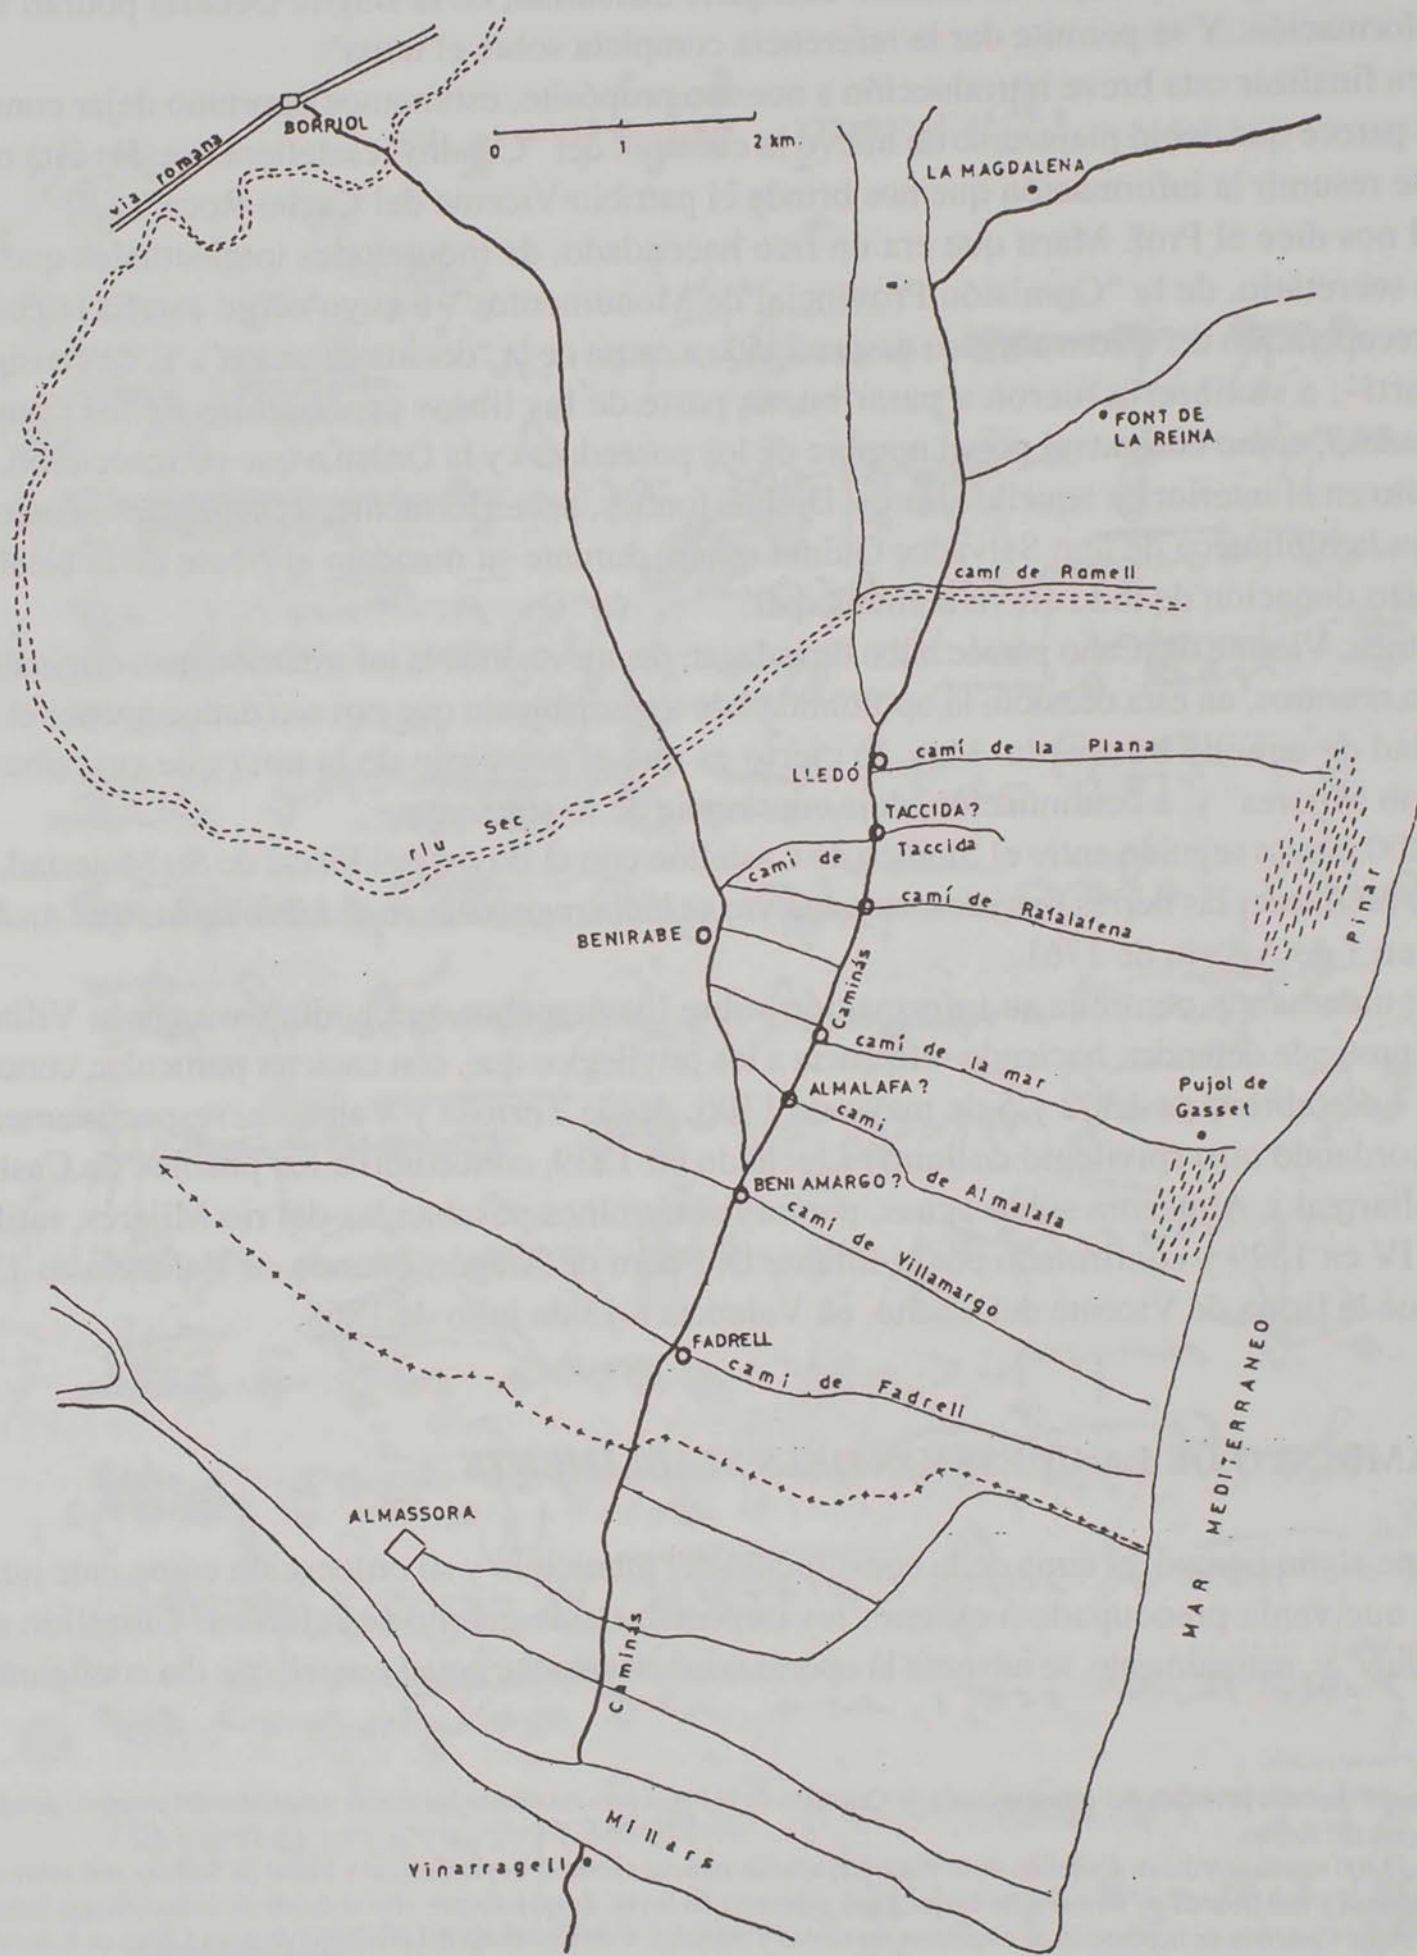 BORRIOL
via romana
0 1 2 km.
LA MAGDALENA
FONT DE
LA REINA
camí de Romell
camí de la Plana
LLEDÓ
TACCIDA?
camí de Taccida
riu Sec
camí de Rafalafena
Pinar
BENIRABE
Caminás
camí de la mar
Pujol de
Gasset
ALMALAFA?
camí de Almalafa
BENIAMARGO?
camí de Villamargo
FADRELL
camí de Fadrell
MAR MEDITERRANEO
ALMASSORA
Caminás
Millars
Vinarragell